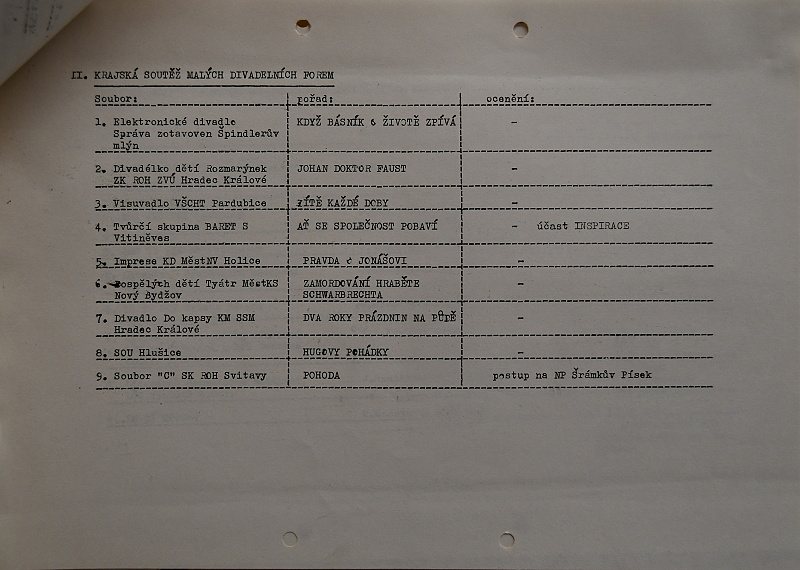 II. KRAJSKÁ SOUTĚŽ MALÝCH DIVADELNÍCH FOREM
Soubor: pořad: ocenění:
1. Elektronické divadlo KDYŽ BÁSNÍK O ŽIVOTĚ ZPÍVÁ -
Správa zotavoven Špindlerův
mlýn
2. Divadélko dětí Rozmarýnek JOHAN DOKTOR FAUST -
ZK ROH ZVÚ Hradec Králové
3. Visuvadlo VŠCHT Pardubice DÍTĚ KAŽDÉ DOBY -
4. Tvůrčí skupina BARET S AŤ SE SPOLEČNOST POBAVÍ - účast INSPIRACE
Vitiněves
5. Imprese KD MěstNV Holice PRAVDA o JONÁŠOVI -
6. Dospělých dětí Tyátr MěstKS ZAMORDOVÁNÍ HRABĚTE -
Nový Bydžov SCHWARBRECHTA
7. Divadlo Do kapsy KM SSM DVA ROKY PRÁZDNIN NA PŮDĚ -
Hradec Králové
8. SOU Hlušice HUGOVY POHÁDKY -
9. Soubor "C" SK ROH Svitavy POHODA postup na NP Šrámkův Písek